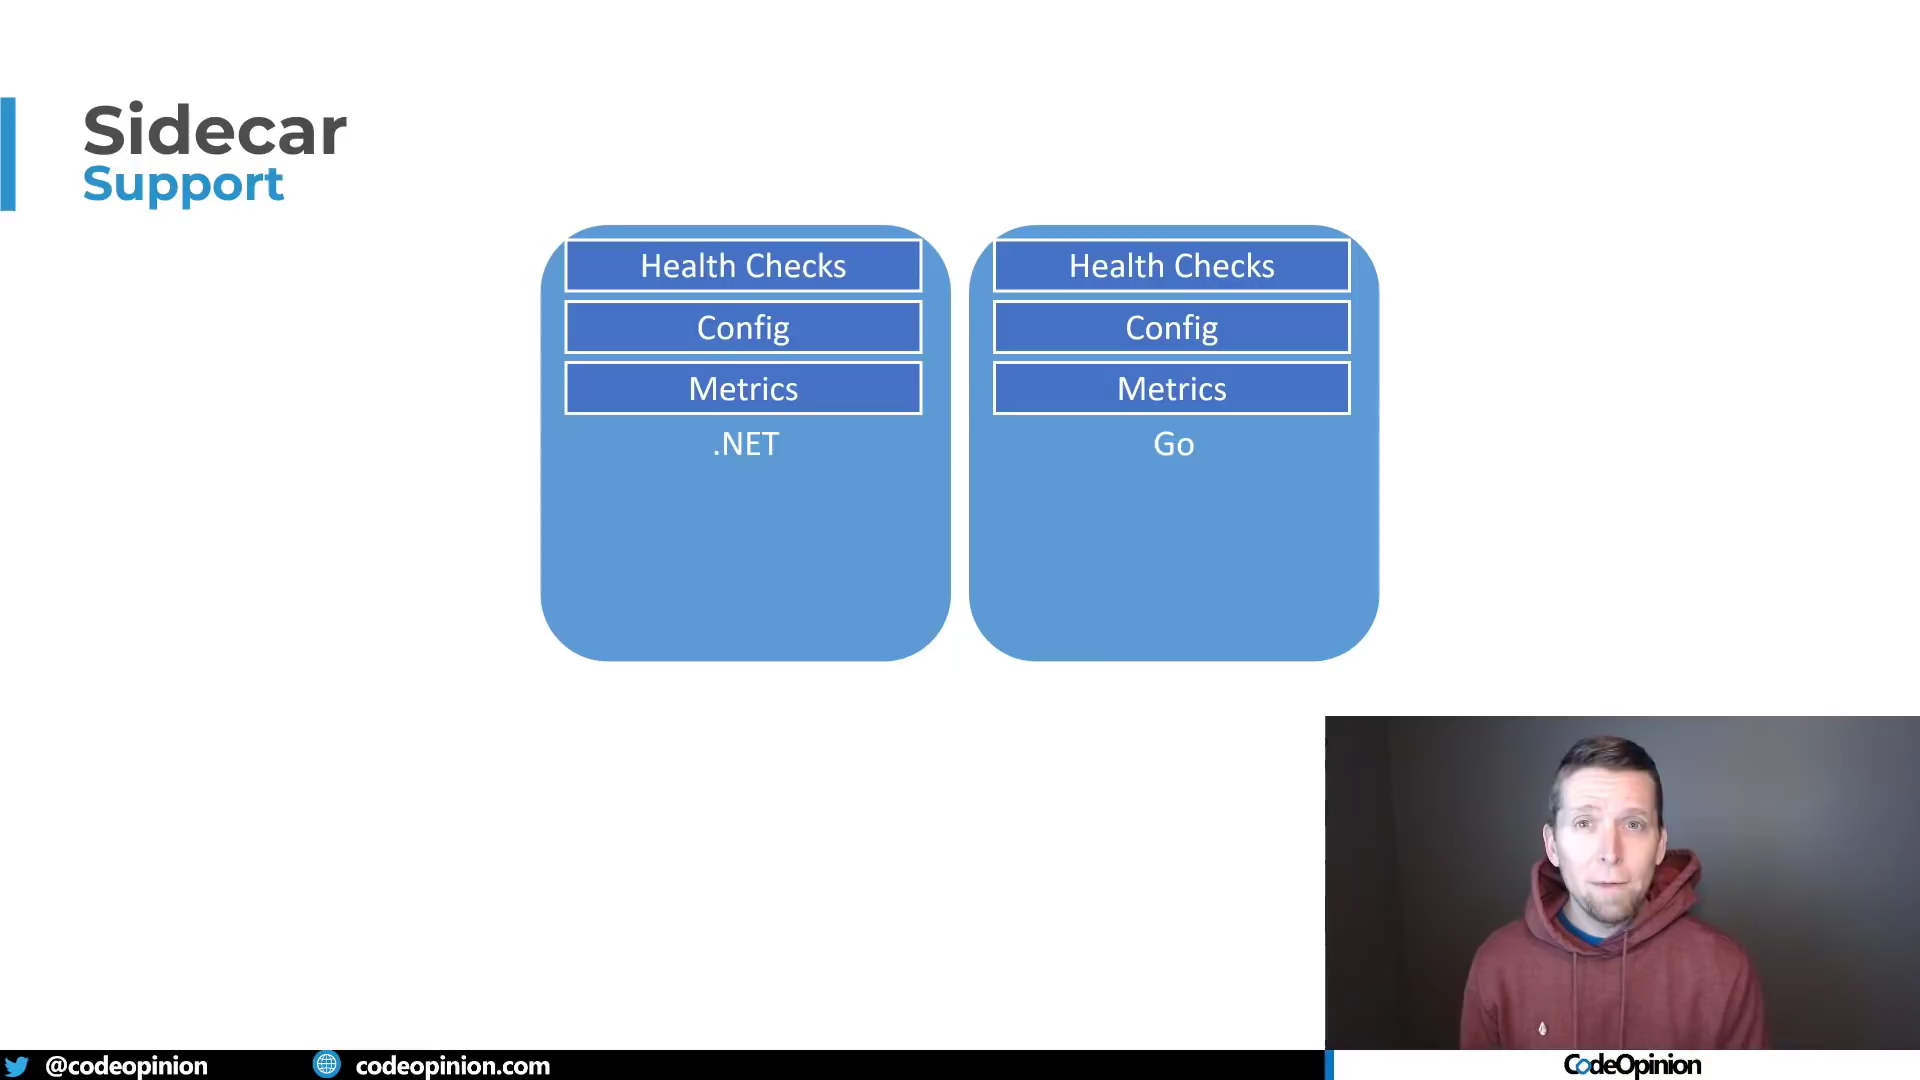 Sidecar
Support
Health Checks
Config
Metrics
.NET
Health Checks
Config
Metrics
Go
@codeopinion
codeopinion.com
CodeOpinion